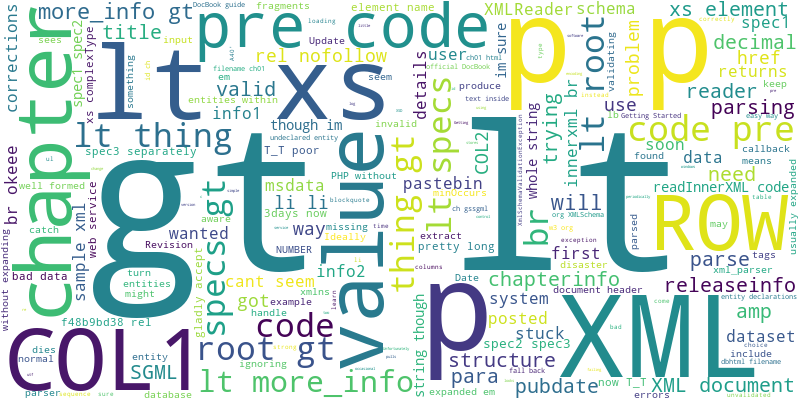 more_info gt
DocBook guide
fragments
element name
XMLReader
schema
xs element
corrections
title
pre code
loading
Update
user
ch01 html
spec1
decimal
chapter
sees
input
rel nofollow
official DocBook
im sure
problem
href
returns
spec1 spec2
xs complexType
something
lt
filename ch01
em
seem
details
validating
correctly
keep
valid
xs
produce
reader
easy way
entities within
text inside
lt root
parsing
lt thing
info1
though im
invalid
COL2
trying
use
Getting Started
undeclared entity
lt specs
whole string
innerxml br
code pre
spec3 separately
T_T poor
PHP without
soon
callback
well formed
msdata
blockquote
pastebin
minOccurs
found
data
means
br okeee
web service
gt
li li
3days now
value
thing gt
br
will
need
readInnerXML code
usually expanded
aware
wanted
way
missing
ch gssgml
org XMLSchema
p
may
table
catch
Revision
NUMBER
Ideally
time
extract
exception
first
parsed
ROW
without expanding
sample xml
specs gt
info2
columns
pretty long
disaster
parse
tags
bad data
turn
cant seem
xmlns
Date
chapterinfo
xml_parser
entities
might
gladly accept
got
example
system
document header
releaseinfo
f48b9bd38 rel
handle
posted
entity declarations
COL1
code
string though
stuck
XML
amp
dies
normal
root gt
strong
structure
spec2 spec3
dataset
choice
entity
ignoring
para
errors
include
dbhtml filename
SGML
lt more_info
expanded em
fall back
now
T_T
XML document
parser
database
pubdate
unvalidated